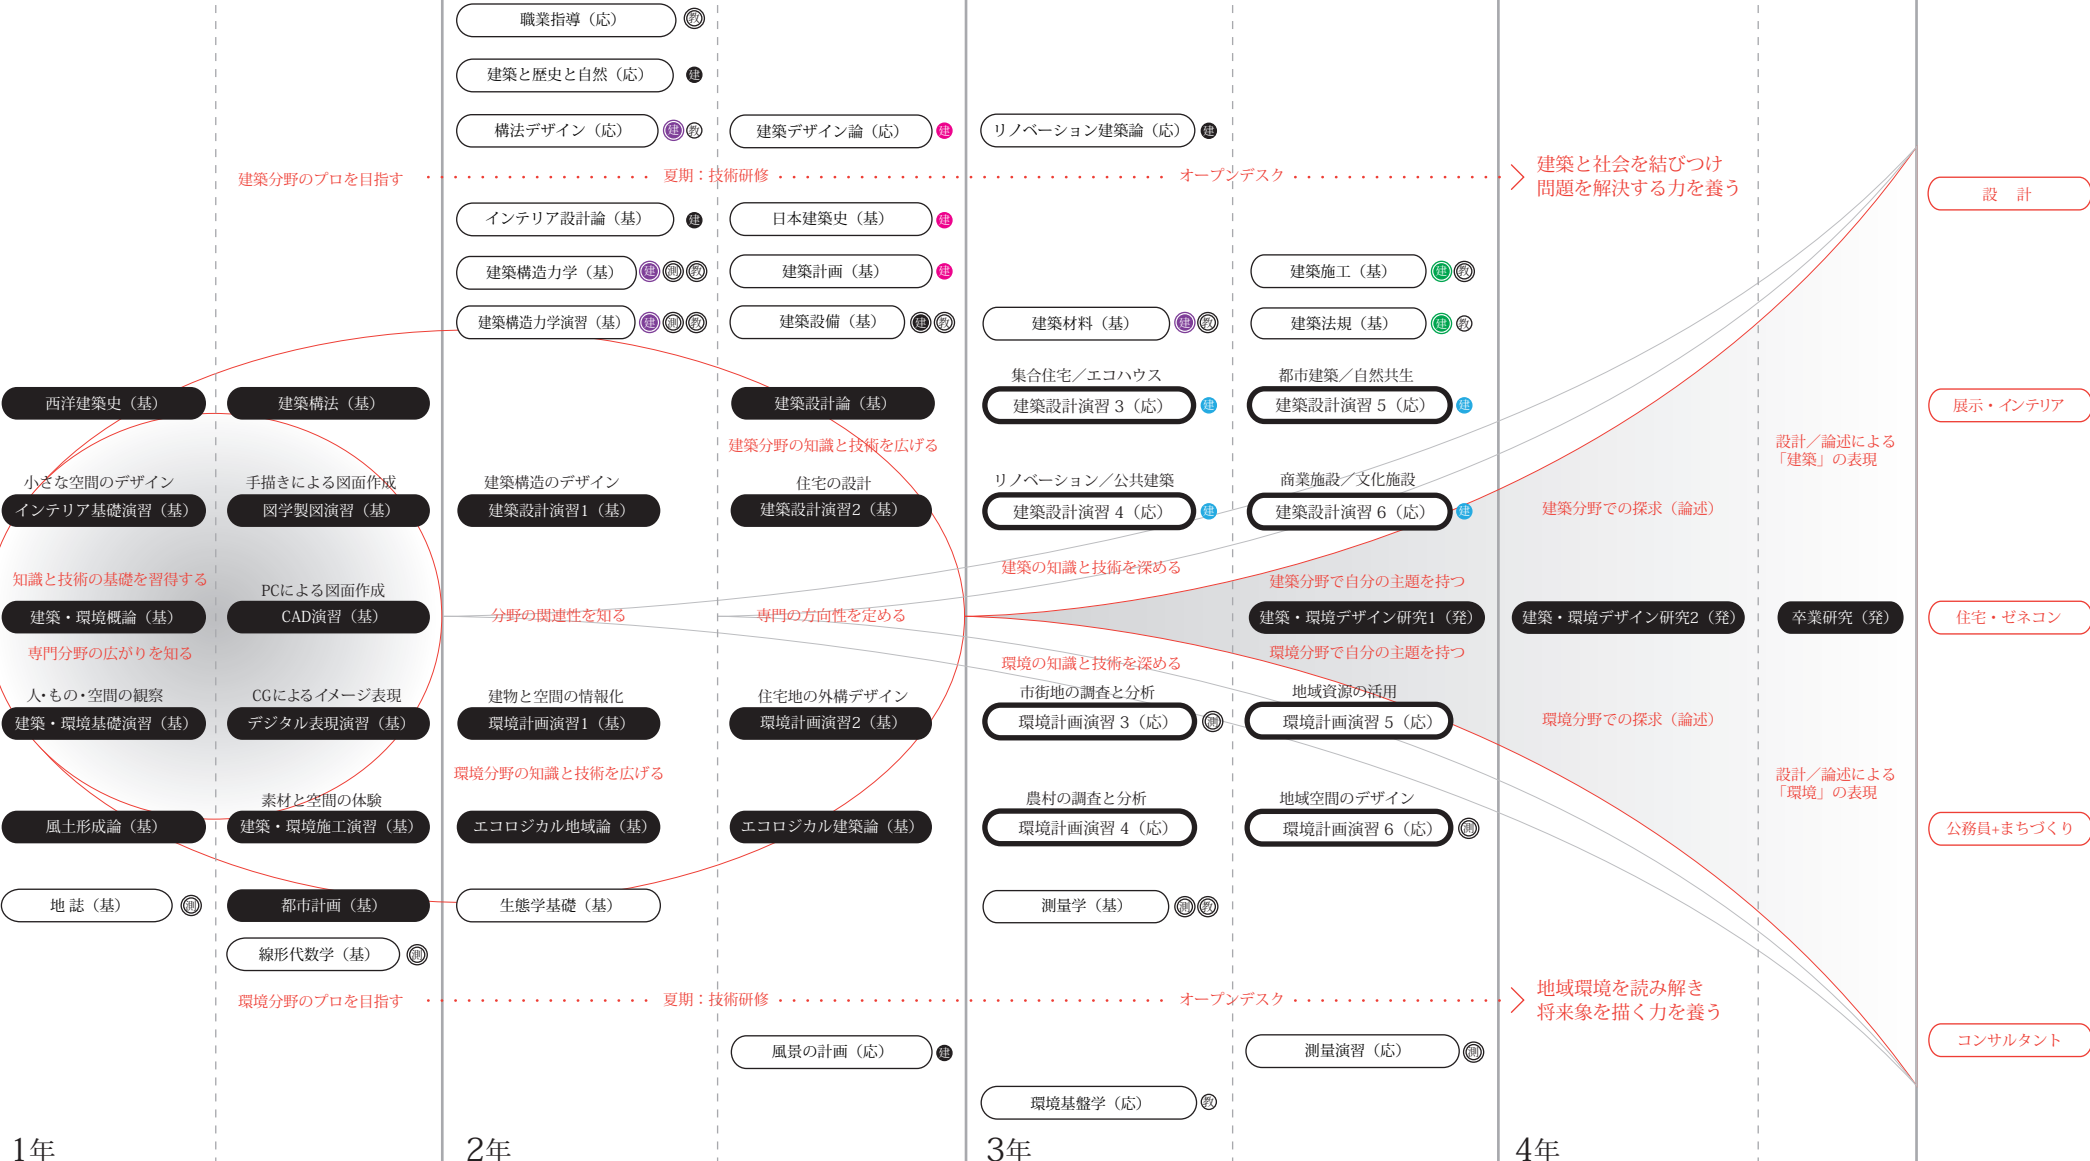 職業指導（応） 教
建築と歴史と自然（応） 建
構法デザイン（応） 建 教
建築デザイン論（応） 建
リノベーション建築論（応） 建
建築分野のプロを目指す
夏期：技術研修
オープンデスク
建築と社会を結びつけ
問題を解決する力を養う
設 計
インテリア設計論（基） 建
日本建築史（基） 建
建築構造力学（基） 建 測 教
建築計画（基） 建
建築施工（基） 建 教
建築構造力学演習（基） 建 測 教
建築設備（基） 建 教
建築材料（基） 建 教
建築法規（基） 建 教
西洋建築史（基）
建築構法（基）
建築設計論（基）
集合住宅／エコハウス
建築設計演習 3（応） 建
都市建築／自然共生
建築設計演習 5（応） 建
展示・インテリア
建築分野の知識と技術を広げる
設計／論述による
「建築」の表現
小さな空間のデザイン
インテリア基礎演習（基）
手描きによる図面作成
図学製図演習（基）
建築構造のデザイン
建築設計演習1（基）
住宅の設計
建築設計演習2（基）
リノベーション／公共建築
建築設計演習 4（応） 建
商業施設／文化施設
建築設計演習 6（応） 建
建築分野での探求（論述）
知識と技術の基礎を習得する
建築・環境概論（基）
専門分野の広がりを知る
PCによる図面作成
CAD演習（基）
分野の関連性を知る
専門の方向性を定める
建築の知識と技術を深める
環境の知識と技術を深める
建築分野で自分の主題を持つ
建築・環境デザイン研究1（発）
環境分野で自分の主題を持つ
建築・環境デザイン研究2（発）
卒業研究（発）
住宅・ゼネコン
人・もの・空間の観察
建築・環境基礎演習（基）
CGによるイメージ表現
デジタル表現演習（基）
建物と空間の情報化
環境計画演習1（基）
住宅地の外構デザイン
環境計画演習2（基）
市街地の調査と分析
環境計画演習 3（応） 測
地域資源の活用
環境計画演習 5（応）
環境分野での探求（論述）
環境分野の知識と技術を広げる
設計／論述による
「環境」の表現
風土形成論（基）
素材と空間の体験
建築・環境施工演習（基）
エコロジカル地域論（基）
エコロジカル建築論（基）
農村の調査と分析
環境計画演習 4（応）
地域空間のデザイン
環境計画演習 6（応） 測
公務員+まちづくり
地 誌（基） 測
都市計画（基）
生態学基礎（基）
測量学（基） 測 教
線形代数学（基） 測
環境分野のプロを目指す
夏期：技術研修
オープンデスク
地域環境を読み解き
将来象を描く力を養う
風景の計画（応） 建
測量演習（応） 測
コンサルタント
環境基盤学（応） 教
1年
2年
3年
4年